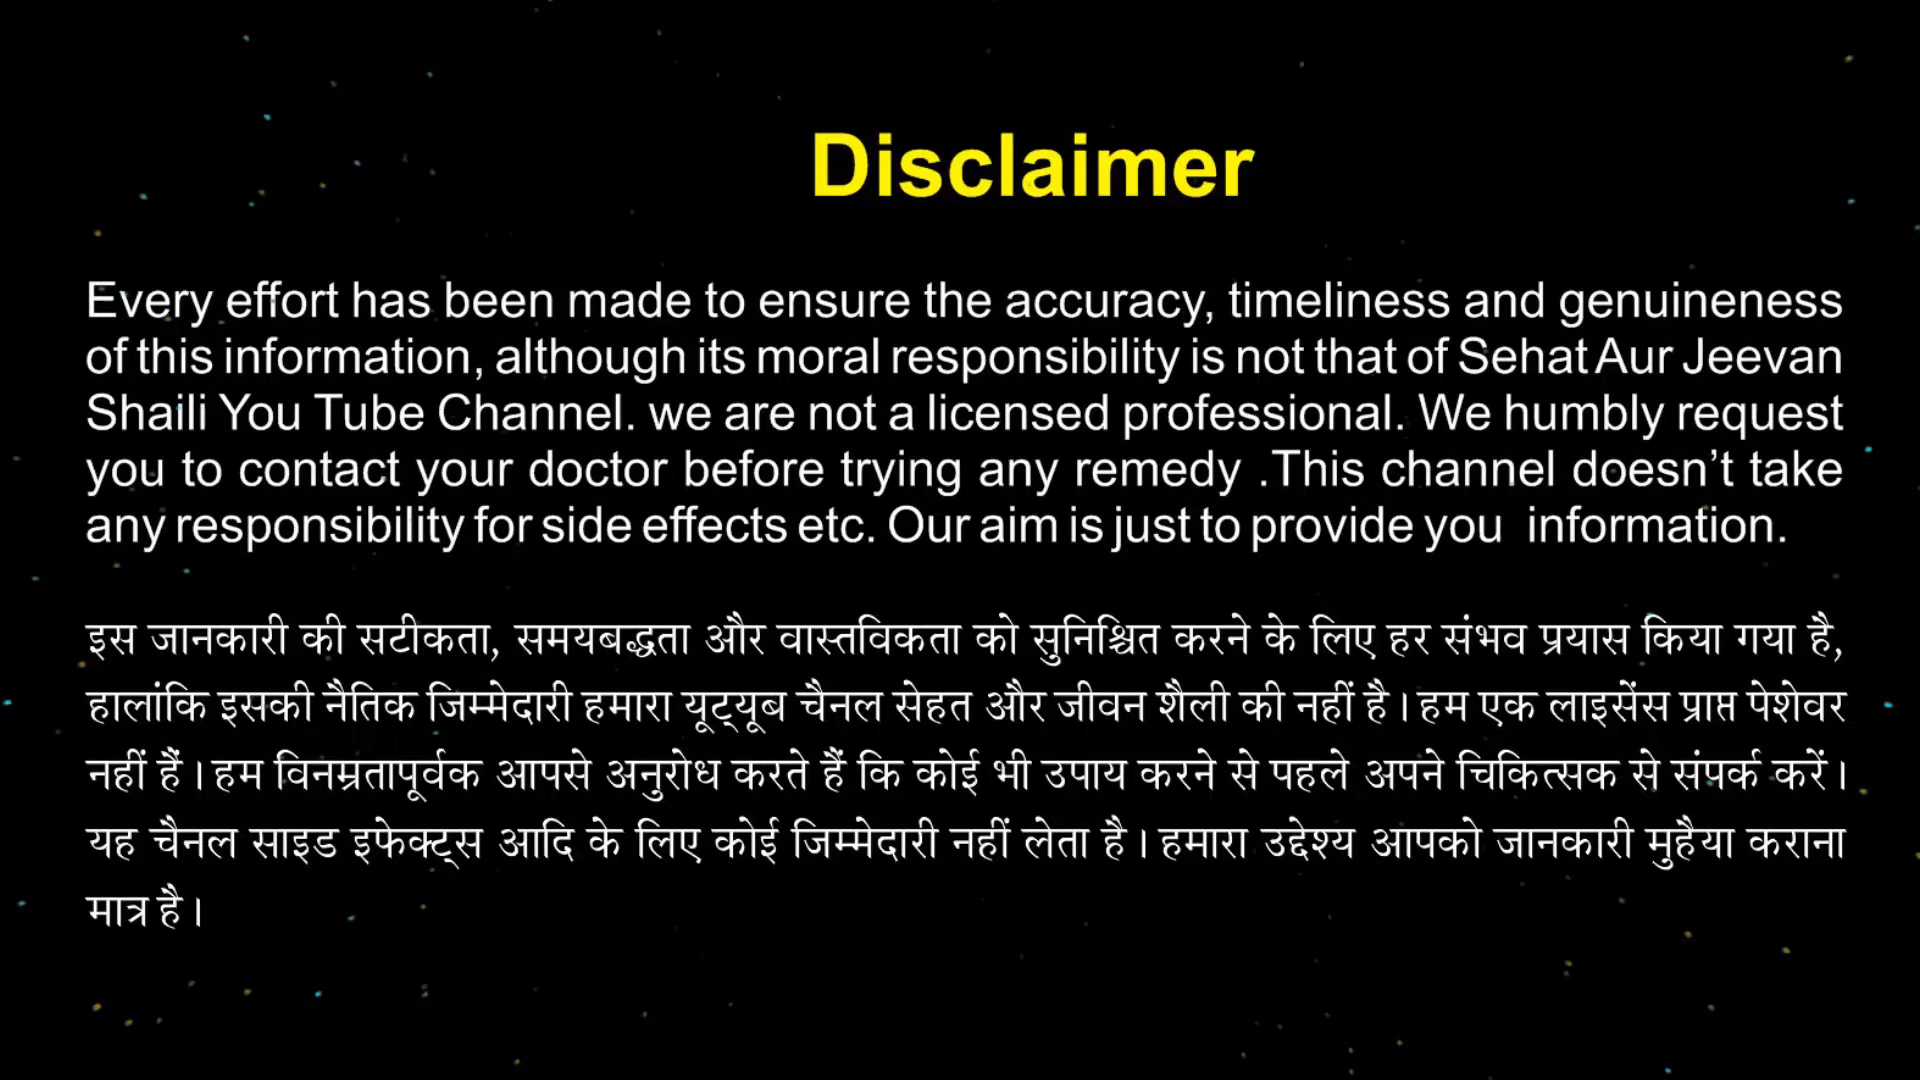 Disclaimer
Every effort has been made to ensure the accuracy, timeliness and genuineness
of this information, although its moral responsibility is not that of Sehat Aur Jeevan
Shaili You Tube Channel. we are not a licensed professional. We humbly request
you to contact your doctor before trying any remedy .This channel doesn’t take
any responsibility for side effects etc. Our aim is just to provide you  information.
इस जानकारी की सटीकता, समयबद्धता और वास्तविकता को सुनिश्चित करने के लिए हर संभव प्रयास किया गया है,
हालांकि इसकी नैतिक जिम्मेदारी हमारा यूट्यूब चैनल सेहत और जीवन शैली की नहीं है। हम एक लाइसेंस प्राप्त पेशेवर
नहीं हैं। हम विनम्रतापूर्वक आपसे अनुरोध करते हैं कि कोई भी उपाय करने से पहले अपने चिकित्सक से संपर्क करें।
यह चैनल साइड इफेक्ट्स आदि के लिए कोई जिम्मेदारी नहीं लेता है। हमारा उद्देश्य आपको जानकारी मुहैया कराना
मात्र है।